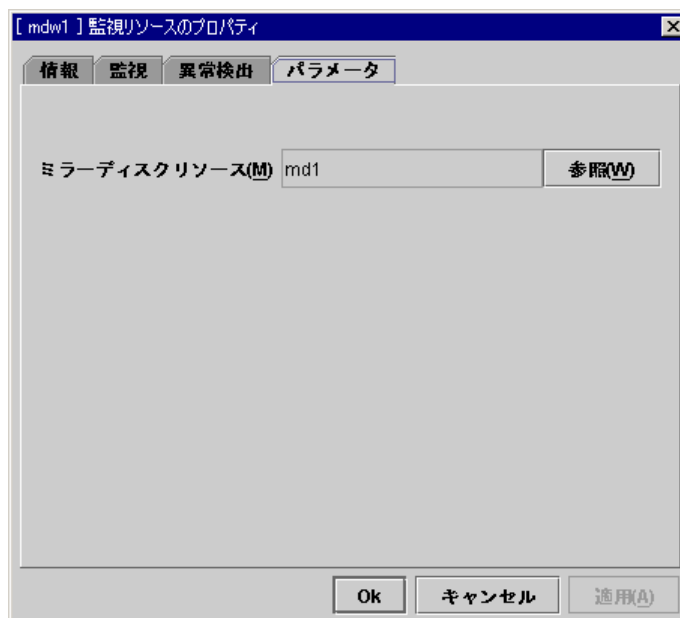 [ mdw1 ] 監視リソースのプロパティ
情報 監視 異常検出 パラメータ
ミラーディスクリソース(M) md1 参照(W)
Ok キャンセル 適用(A)